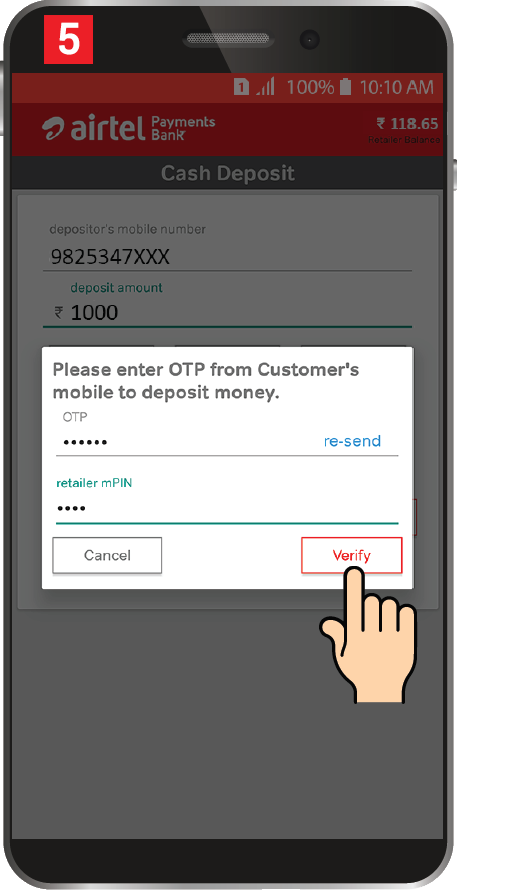 5
1 100% 10:10 AM
airtel Payments Bank
₹ 118.65
Retailer Balance
Cash Deposit
depositor's mobile number
9825347XXX
deposit amount
₹ 1000
Please enter OTP from Customer's
mobile to deposit money.
OTP
•••••• re-send
retailer mPIN
••••
Cancel Verify